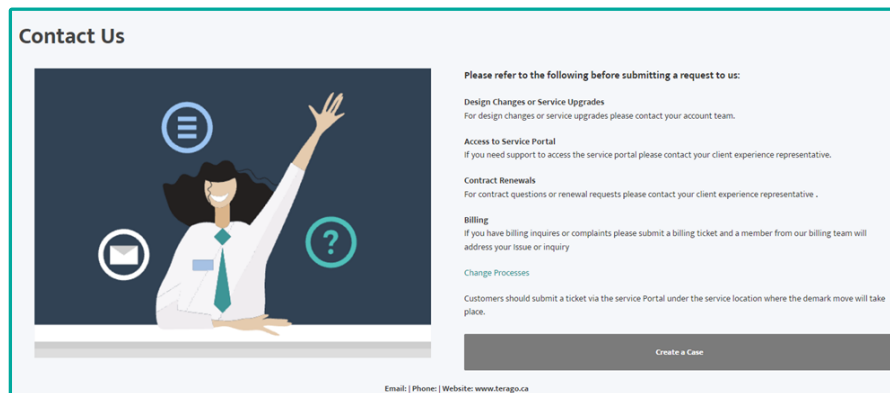 Contact Us
Please refer to the following before submitting a request to us:
Design Changes or Service Upgrades
For design changes or service upgrades please contact your account team.
Access to Service Portal
If you need support to access the service portal please contact your client experience representative.
Contract Renewals
For contract questions or renewal requests please contact your client experience representative .
Billing
If you have billing inquires or complaints please submit a billing ticket and a member from our billing team will
address your Issue or inquiry
Change Processes
Customers should submit a ticket via the service Portal under the service location where the demark move will take
place.
?
Create a Case
Email: | Phone: | Website: www.terago.ca